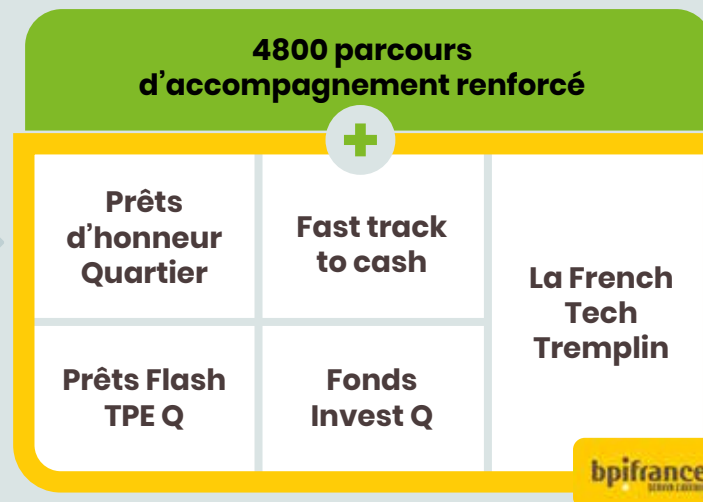 4800 parcours
d'accompagnement renforcé
+
Prêts
d'honneur
Quartier
Fast track
to cash
La French
Tech
Tremplin
Prêts Flash
TPE Q
Fonds
Invest Q
bpifrance